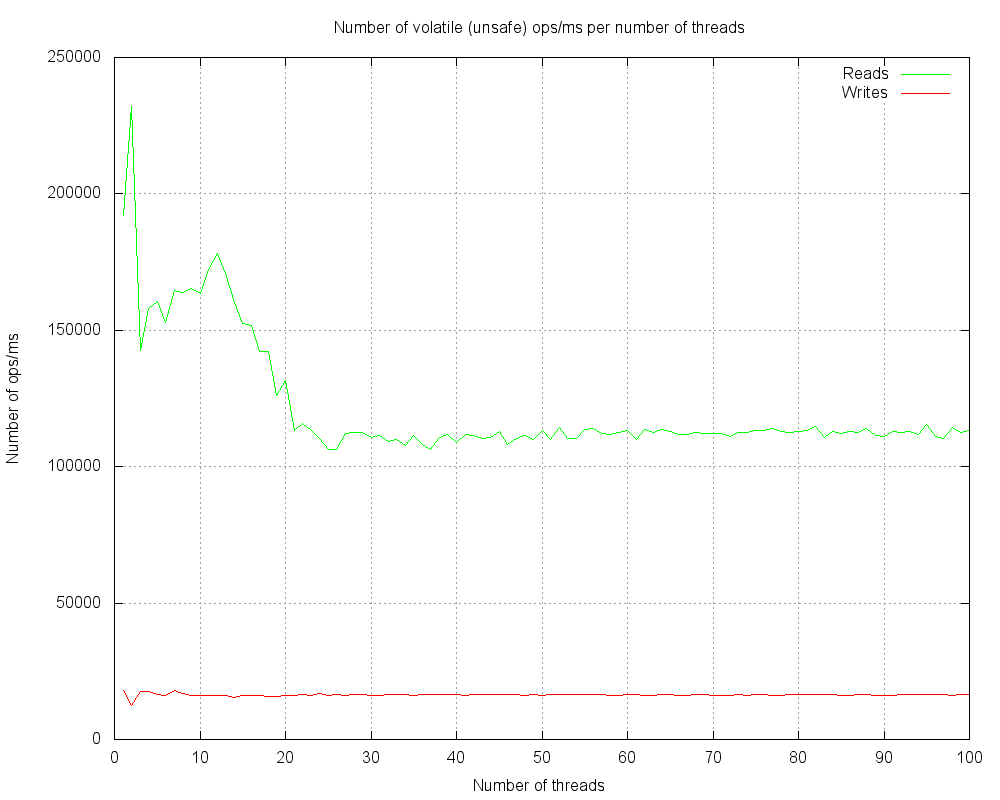 Number of volatile (unsafe) ops/ms per number of threads
Reads
Writes
250000
200000
150000
100000
50000
0
Number of ops/ms
0 10 20 30 40 50 60 70 80 90 100
Number of threads